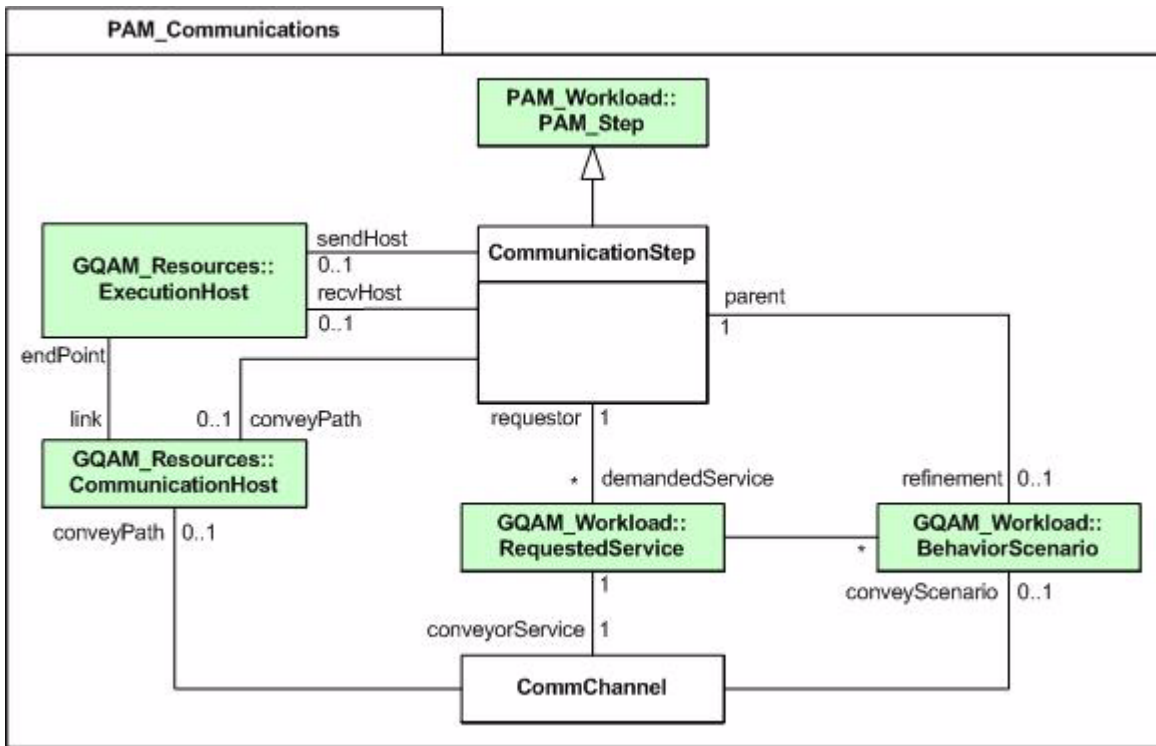 PAM_Communications
PAM_Workload::
PAM_Step
sendHost
0..1
recvHost
0..1
GQAM_Resources::
ExecutionHost
CommunicationStep
parent
1
endPoint
link
0..1 conveyPath
requestor 1
GQAM_Resources::
CommunicationHost
* demandedService
refinement 0..1
conveyPath 0..1
GQAM_Workload::
RequestedService
*
GQAM_Workload::
BehaviorScenario
1
conveyScenario 0..1
conveyorService 1
CommChannel